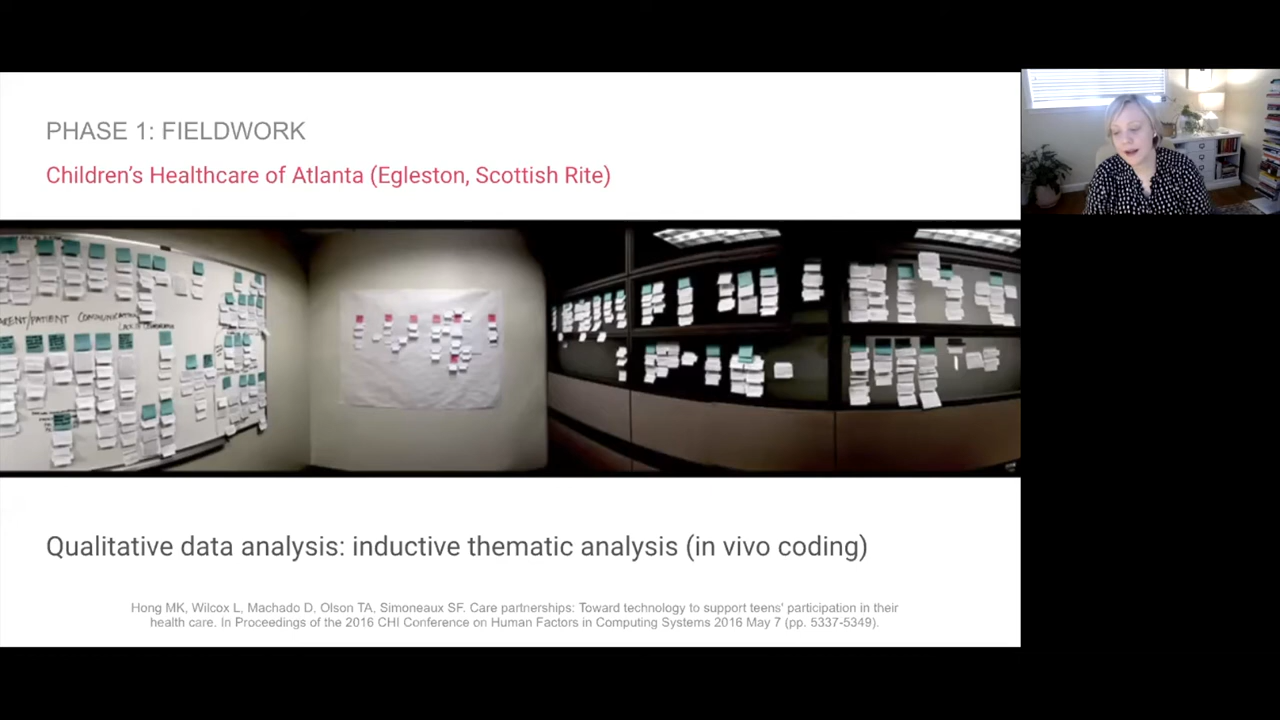 PHASE 1: FIELDWORK
Children’s Healthcare of Atlanta (Egleston, Scottish Rite)
PATIENT COMMUNICATION
Qualitative data analysis: inductive thematic analysis (in vivo coding)
Hong MK, Wilcox L, Machado D, Olson TA, Simoneaux SF. Care partnerships: Toward technology to support teens' participation in their
health care. In Proceedings of the 2016 CHI Conference on Human Factors in Computing Systems 2016 May 7 (pp. 5337-5349).